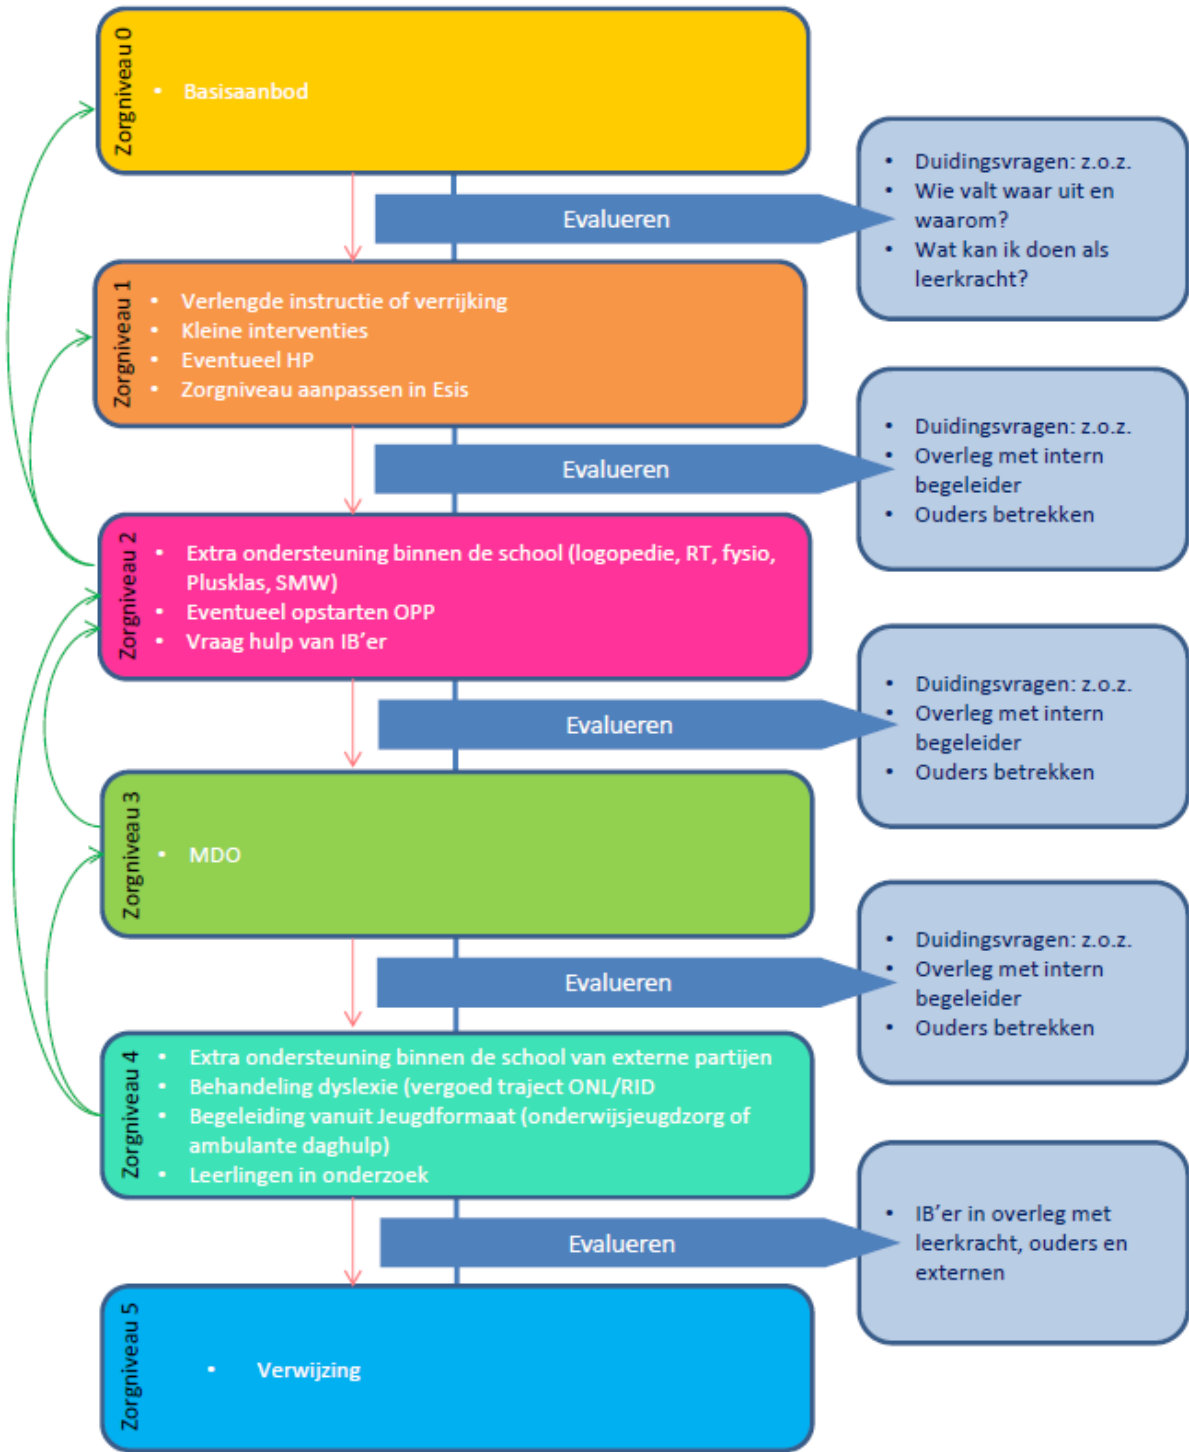 Zorgniveau 0
• Basisaanbod
Evalueren
• Duidingsvragen: z.o.z.
• Wie valt waar uit en
waarom?
• Wat kan ik doen als
leerkracht?
Zorgniveau 1
• Verlengde instructie of verrijking
• Kleine interventies
• Eventueel HP
• Zorgniveau aanpassen in Esis
Evalueren
• Duidingsvragen: z.o.z.
• Overleg met intern
begeleider
• Ouders betrekken
Zorgniveau 2
• Extra ondersteuning binnen de school (logopedie, RT, fysio,
Plusklas, SMW)
• Eventueel opstarten OPP
• Vraag hulp van IB’er
Evalueren
• Duidingsvragen: z.o.z.
• Overleg met intern
begeleider
• Ouders betrekken
Zorgniveau 3
• MDO
Evalueren
• Duidingsvragen: z.o.z.
• Overleg met intern
begeleider
• Ouders betrekken
Zorgniveau 4
• Extra ondersteuning binnen de school van externe partijen
• Behandeling dyslexie (vergoed traject ONL/RID
• Begeleiding vanuit Jeugdformaat (onderwijsjeugdzorg of
ambulante daghulp)
• Leerlingen in onderzoek
Evalueren
• IB’er in overleg met
leerkracht, ouders en
externen
Zorgniveau 5
• Verwijzing